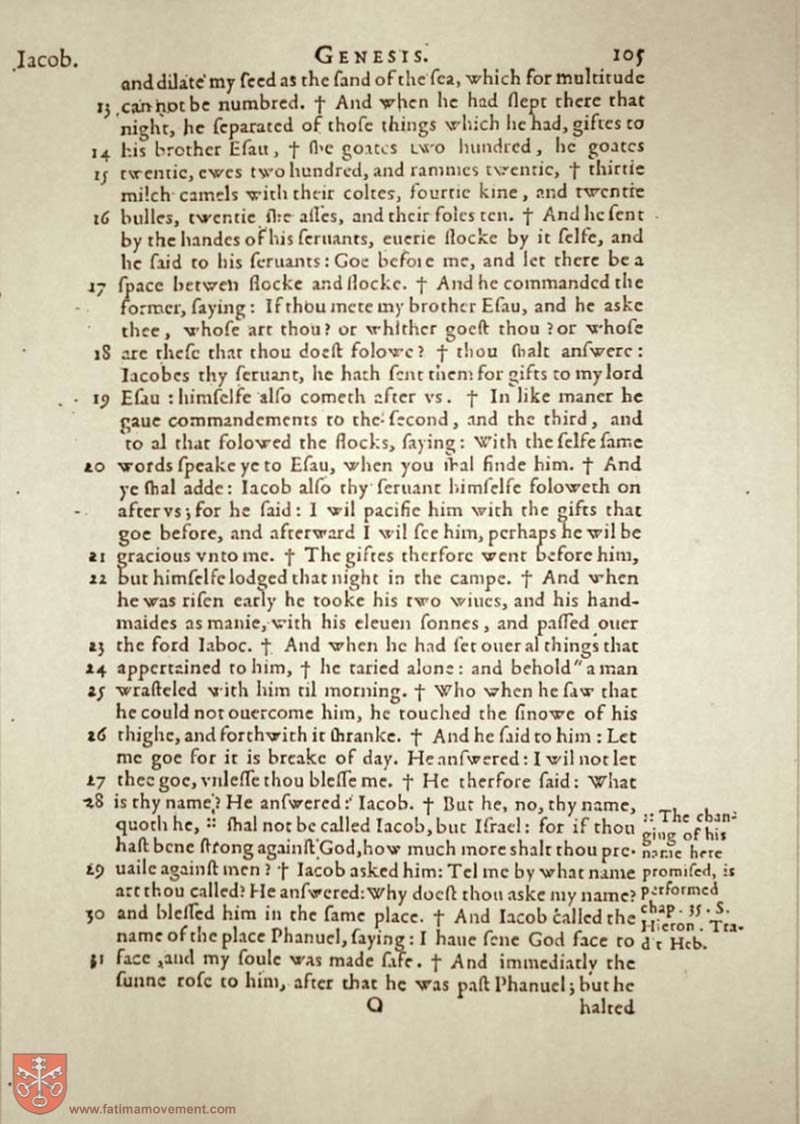 Iacob. GENESIS. 105
and dilate my ſeed as the ſand of the ſea, which for multitude
13 can not be numbred. † And when he had ſlept there that
night, he ſeparated of thoſe things which he had, giftes to
14 his brother Eſau, † ſhe goates two hundred, he goates
15 twentie, ewes two hundred, and rammes twentie, † thirtie
milch camels with their coltes, fourtie kine, and twentie
16 bulles, twentie ſhe aſſes, and their foles ten. † And he ſent
by the handes of his ſeruants, euerie flocke by it ſelfe, and
he ſaid to his ſeruants: Goe before me, and let there be a
17 ſpace betwen flocke and flocke. † And he commanded the
former, ſaying: If thou mete my brother Eſau, and he aske
thee, whoſe art thou? or whither goeſt thou? or whoſe
18 are theſe that thou doeſt folowe? † thou ſhalt anſwere:
Iacobes thy ſeruant, he hath ſent them for gifts to my lord
19 Eſau: himſelfe alſo cometh after vs. † In like maner he
gaue commandements to the ſecond, and the third, and
to al that folowed the flocks, ſaying: With the ſelfe ſame
20 words ſpeake ye to Eſau, when you ſhal finde him. † And
ye ſhal adde: Iacob alſo thy ſeruant himſelfe foloweth on
after vs; for he ſaid: I wil pacifie him with the gifts that
goe before, and afterward I wil ſee him, perhaps he wil be
21 gracious vnto me. † The giftes therfore went before him,
22 but himſelfe lodged that night in the campe. † And when
he was riſen early he tooke his two wiues, and his hand-
maides as manie, with his eleuen ſonnes, and paſſed ouer
23 the ford Iaboc. † And when he had ſet ouer al things that
24 appertained to him, † he taried alone: and behold " a man
25 wraſteled with him til morning. † Who when he ſaw that
he could not ouercome him, he touched the ſinowe of his
26 thighe, and forthwith it ſhranke. † And he ſaid to him: Let
me goe for it is breake of day. He anſwered: I wil not let
27 thee goe, vnleſſe thou bleſſe me. † He therfore ſaid: What
28 is thy name? He anſwered: Iacob. † But he, no, thy name,
quoth he, :: ſhal not be called Iacob, but Iſrael: for if thou
haſt bene ſtrong againſt God, how much more shalt thou pre-
29 uaile againſt men? † Iacob asked him: Tel me by what name
art thou called? He anſwered: Why doeſt thou aske my name?
30 and bleſſed him in the ſame place. † And Iacob called the
name of the place Phanuel, ſaying: I haue ſene God face to
31 face, and my ſoule was made ſafe. † And immediatly the
ſunne roſe to him, after that he was paſt Phanuel; but he
Q halted
:: The chan-
ging of his
name here
promiſed, is
performed
chap. 35. S.
Hieron. Tra-
d̃t Heb.
www.fatimamovement.com